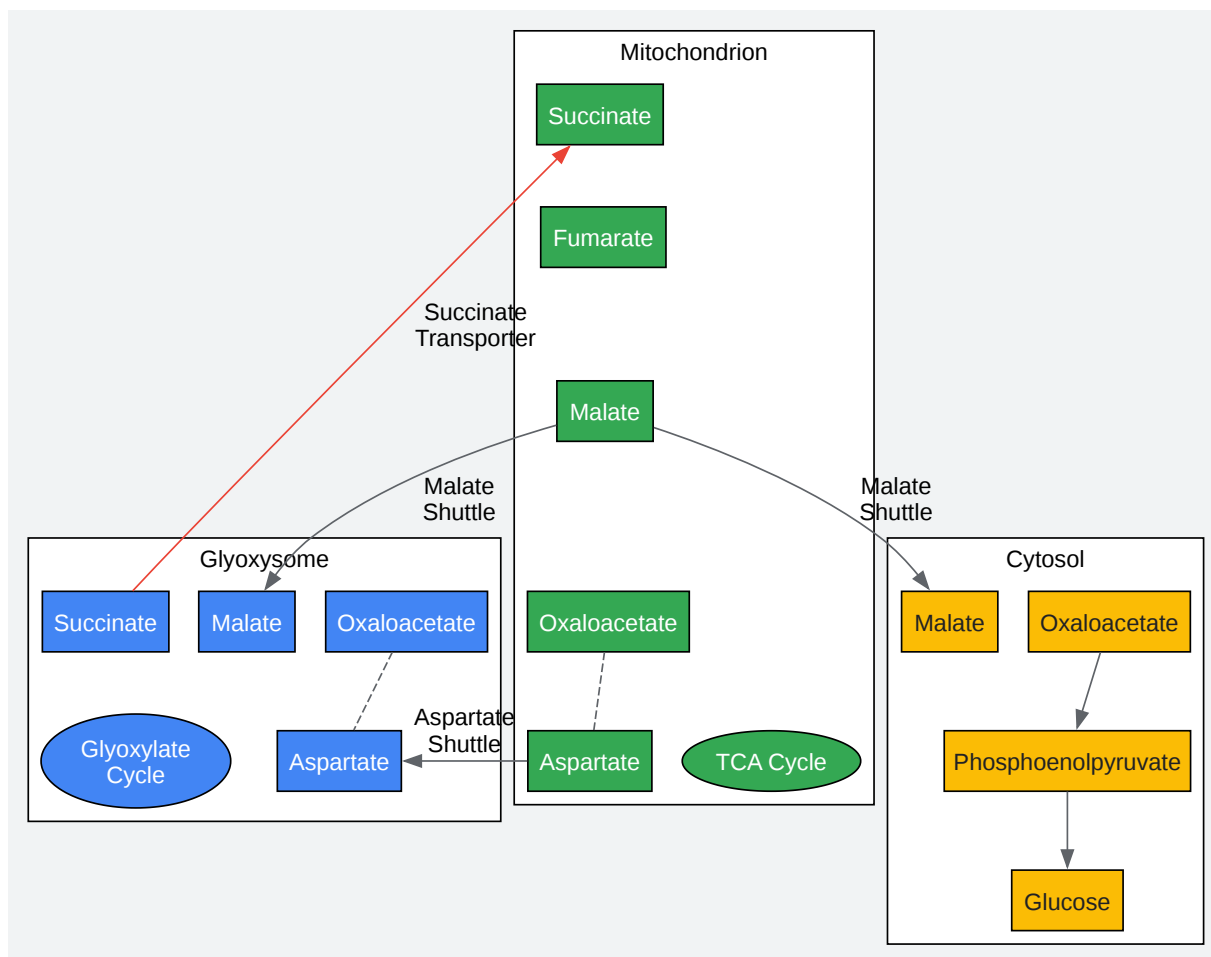 Mitochondrion
Succinate
Fumarate
Succinate
Transporter
Malate
Malate
Shuttle
Malate
Shuttle
Glyoxysome
Cytosol
Succinate
Malate
Oxaloacetate
Oxaloacetate
Malate
Oxaloacetate
Glyoxylate
Cycle
Aspartate
Aspartate
Shuttle
Aspartate
TCA Cycle
Phosphoenolpyruvate
Glucose